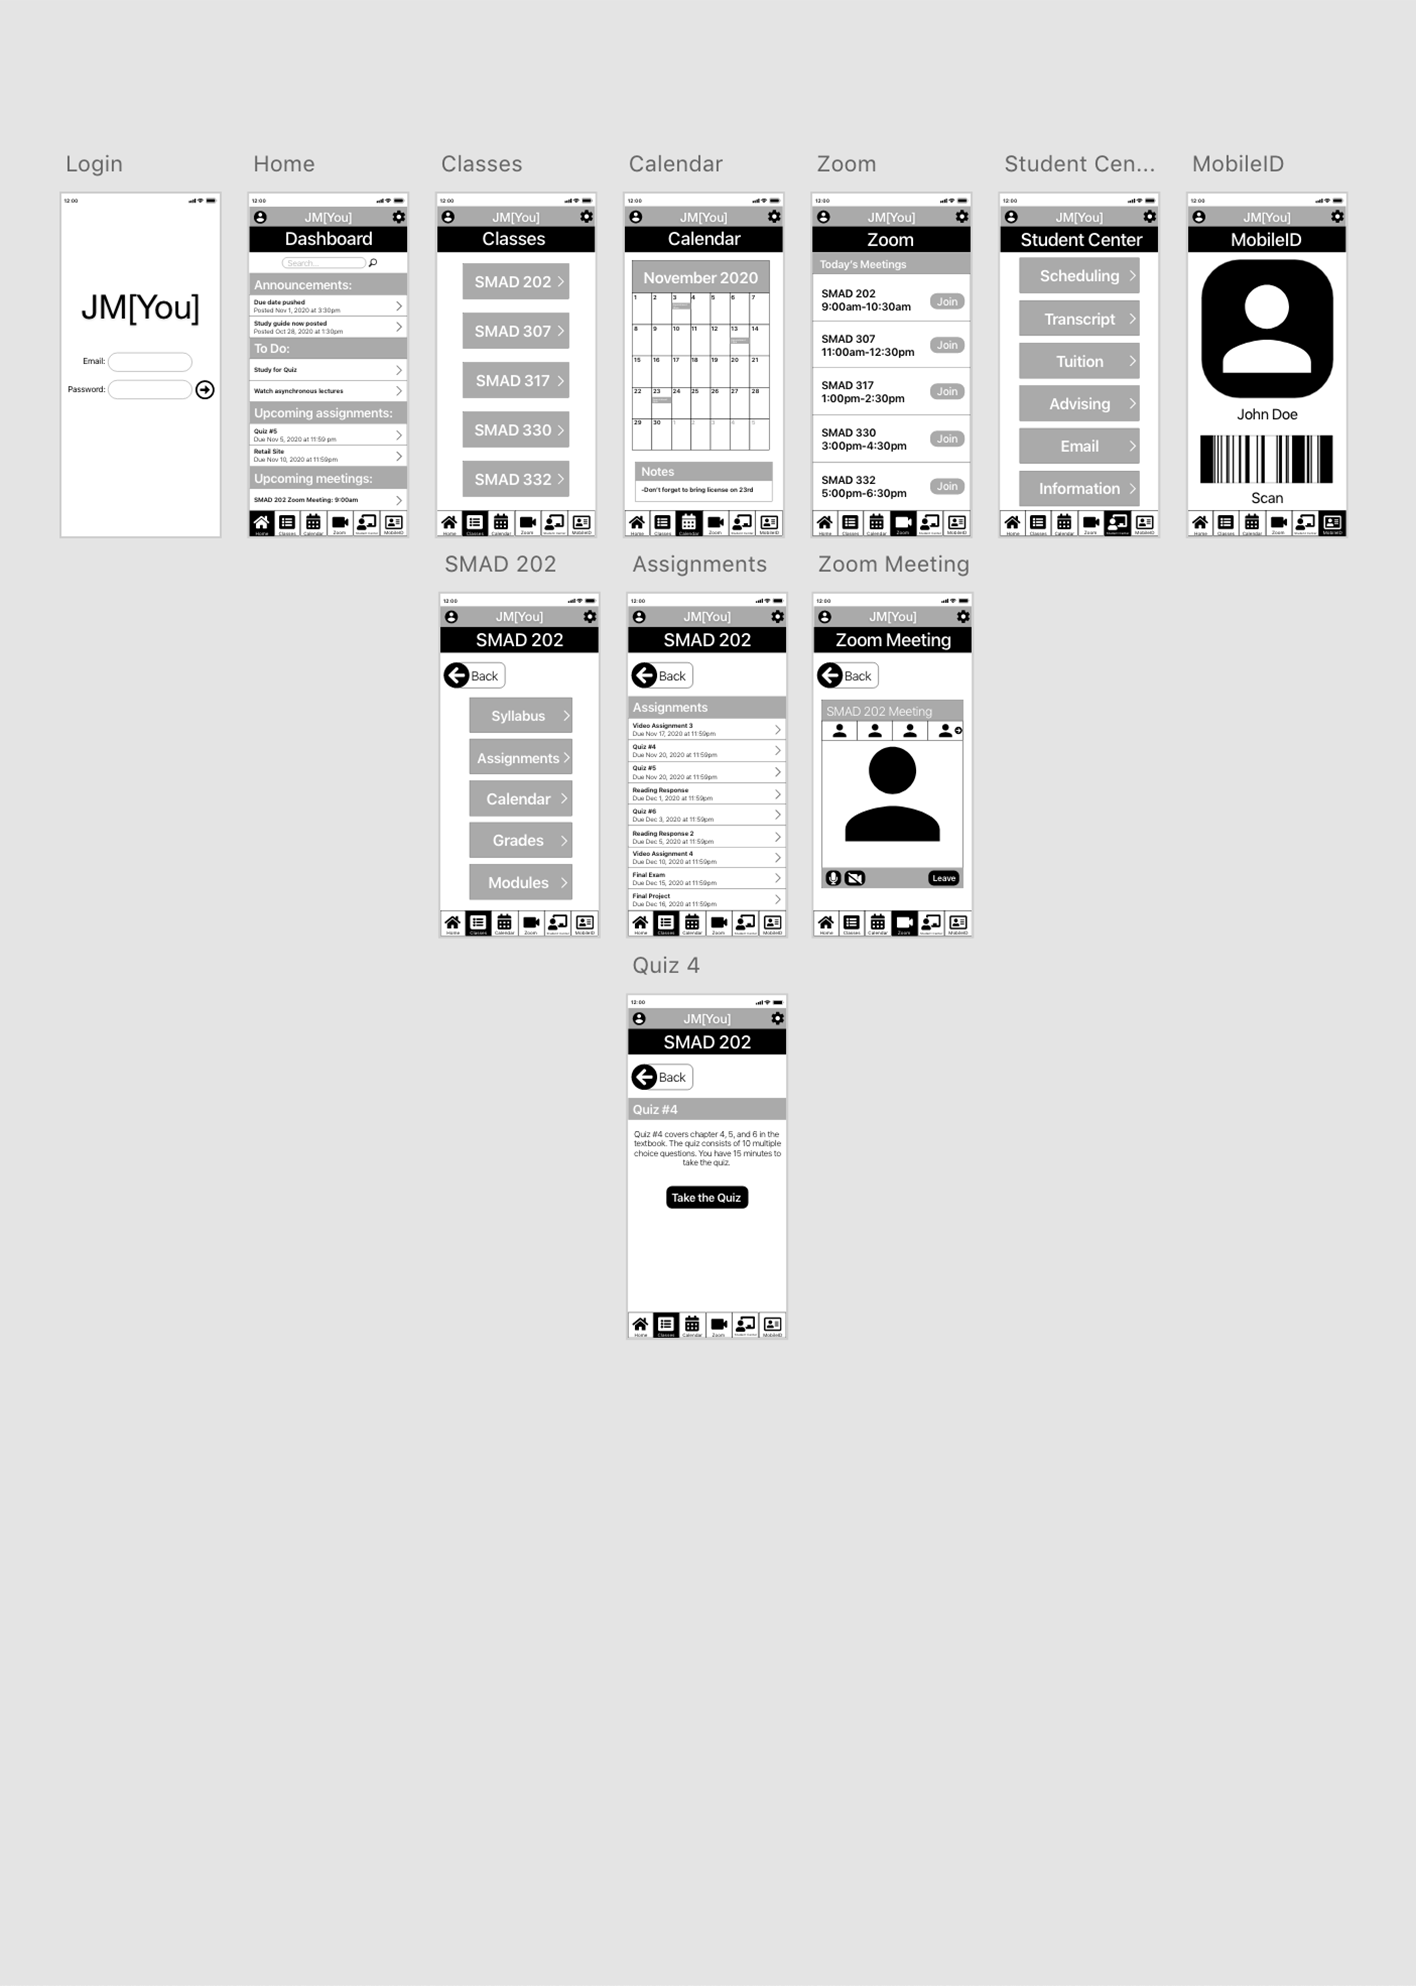 Login
12:00
JM[You]
Email:
Password:
Home
12:00
JM[You]
Dashboard
Search...
Announcements:
Due date pushed
Posted Nov 1, 2020 at 3:30pm
Study guide now posted
Posted Oct 28, 2020 at 1:30pm
To Do:
Study for Quiz
Watch asynchronous lectures
Upcoming assignments:
Quiz #5
Due Nov 5, 2020 at 11:59 pm
Retail Site
Due Nov 10, 2020 at 11:59pm
Upcoming meetings:
SMAD 202 Zoom Meeting: 9:00am
Home Classes Calendar Zoom Student Center MobileID
Classes
12:00
JM[You]
Classes
SMAD 202
SMAD 307
SMAD 317
SMAD 330
SMAD 332
Home Classes Calendar Zoom Student Center MobileID
Calendar
12:00
JM[You]
Calendar
November 2020
1 2 3 4 5 6 7
8 9 10 11 12 13 14
15 16 17 18 19 20 21
22 23 24 25 26 27 28
29 30 1 2 3 4 5
Notes
-Don't forget to bring license on 23rd
Home Classes Calendar Zoom Student Center MobileID
Zoom
12:00
JM[You]
Zoom
Today's Meetings
SMAD 202
9:00am-10:30am
Join
SMAD 307
11:00am-12:30pm
Join
SMAD 317
1:00pm-2:30pm
Join
SMAD 330
3:00pm-4:30pm
Join
SMAD 332
5:00pm-6:30pm
Join
Home Classes Calendar Zoom Student Center MobileID
Student Cen...
12:00
JM[You]
Student Center
Scheduling
Transcript
Tuition
Advising
Email
Information
Home Classes Calendar Zoom Student Center MobileID
MobileID
12:00
JM[You]
MobileID
John Doe
Scan
Home Classes Calendar Zoom Student Center MobileID
SMAD 202
12:00
JM[You]
SMAD 202
Back
Syllabus
Assignments
Calendar
Grades
Modules
Home Classes Calendar Zoom Student Center MobileID
Assignments
12:00
JM[You]
SMAD 202
Back
Assignments
Video Assignment 3
Due Nov 17, 2020 at 11:59pm
Quiz #4
Due Nov 20, 2020 at 11:59pm
Quiz #5
Due Nov 20, 2020 at 11:59pm
Reading Response
Due Dec 1, 2020 at 11:59pm
Quiz #6
Due Dec 3, 2020 at 11:59pm
Reading Response 2
Due Dec 5, 2020 at 11:59pm
Video Assignment 4
Due Dec 10, 2020 at 11:59pm
Final Exam
Due Dec 15, 2020 at 11:59pm
Final Project
Due Dec 16, 2020 at 11:59pm
Home Classes Calendar Zoom Student Center MobileID
Zoom Meeting
12:00
JM[You]
Zoom Meeting
Back
SMAD 202 Meeting
Leave
Home Classes Calendar Zoom Student Center MobileID
Quiz 4
12:00
JM[You]
SMAD 202
Back
Quiz #4
Quiz #4 covers chapter 4, 5, and 6 in the
textbook. The quiz consists of 10 multiple
choice questions. You have 15 minutes to
take the quiz.
Take the Quiz
Home Classes Calendar Zoom Student Center MobileID